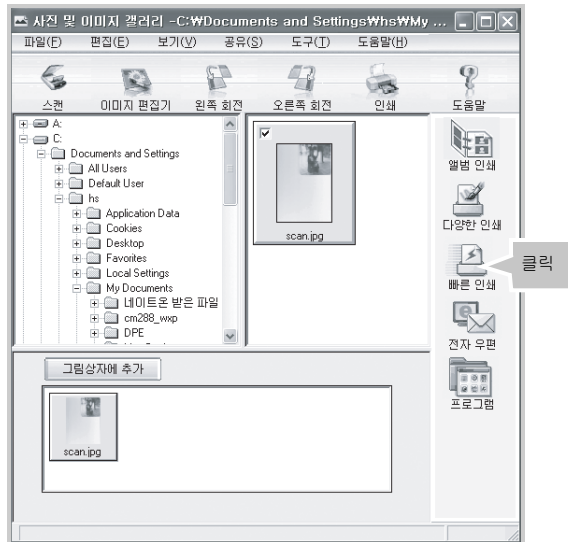 사진 및 이미지 갤러리 -C:₩Documents and Settings₩hs₩My ...
파일(F) 편집(E) 보기(V) 공유(S) 도구(T) 도움말(H)
스캔 이미지 편집기 왼쪽 회전 오른쪽 회전 인쇄 도움말
A:
C:
Documents and Settings
All Users
Default User
hs
Application Data
Cookies
Desktop
Favorites
Local Settings
My Documents
네이트온 받은 파일
cm288_wxp
DPE
scan.jpg
앨범 인쇄
다양한 인쇄
빠른 인쇄
클릭
전자 우편
프로그램
그림상자에 추가
scan.jpg